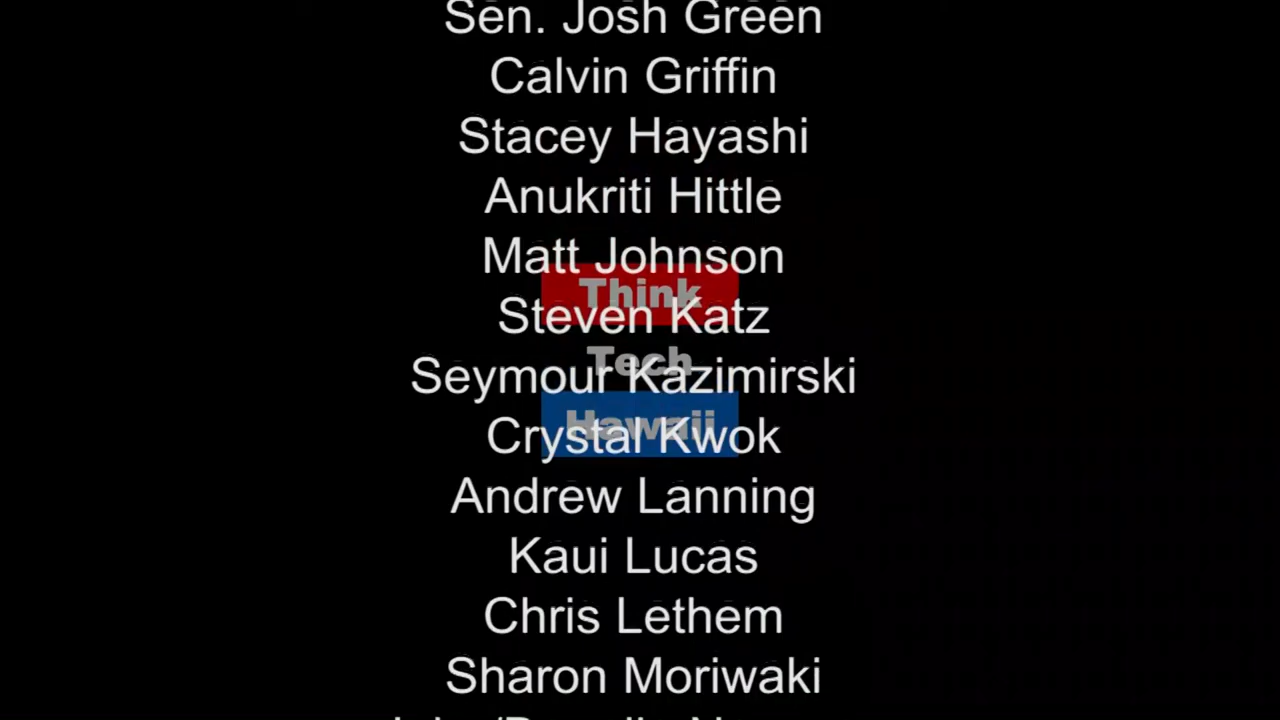 Sen. Josh Green
Calvin Griffin
Stacey Hayashi
Anukriti Hittle
Matt Johnson
Think
Steven Katz
Tech
Seymour Kazimirski
Hawaii
Crystal Kwok
Andrew Lanning
Kaui Lucas
Chris Lethem
Sharon Moriwaki